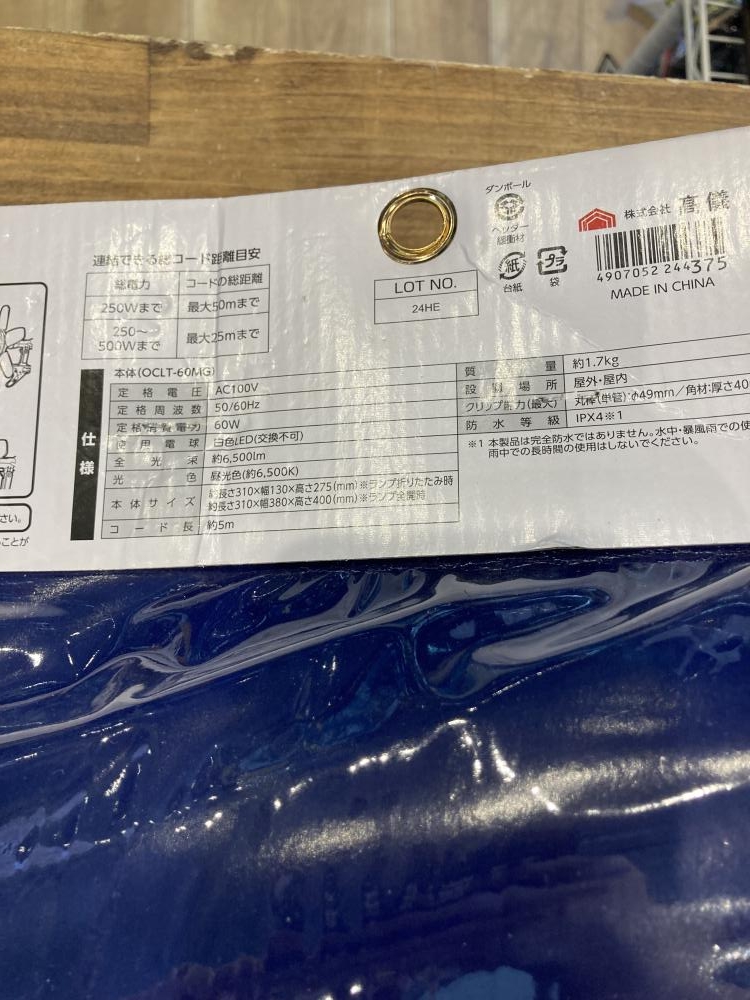 ダンボール
ヘッダー
緩衝材
紙
台紙
プラ
袋
株式会社 髙儀
4907052 244375
MADE IN CHINA
LOT NO.
24HE
連結できる総コード距離目安
総電力 コードの総距離
250Wまで 最大50mまで
250～500Wまで 最大25mまで
仕様
本体(OCLT-60MG)
定格電圧 AC100V
定格周波数 50/60Hz
定格消費電力 60W
使用電球 白色LED(交換不可)
全光束 約6,500lm
光色 昼光色(約6,500K)
本体サイズ 約長さ310×幅130×高さ275(mm)※ランプ折りたたみ時
約長さ310×幅380×高さ400(mm)※ランプ全開時
コード長 約5m
質量 約1.7kg
設置場所 屋外・屋内
クリップ能力(最大) 丸棒(単管):φ49mm／角材:厚さ40
防水等級 IPX4※1
※1 本製品は完全防水ではありません。水中・暴風雨での使
雨中での長時間の使用はしないでください。
さい。
ことが